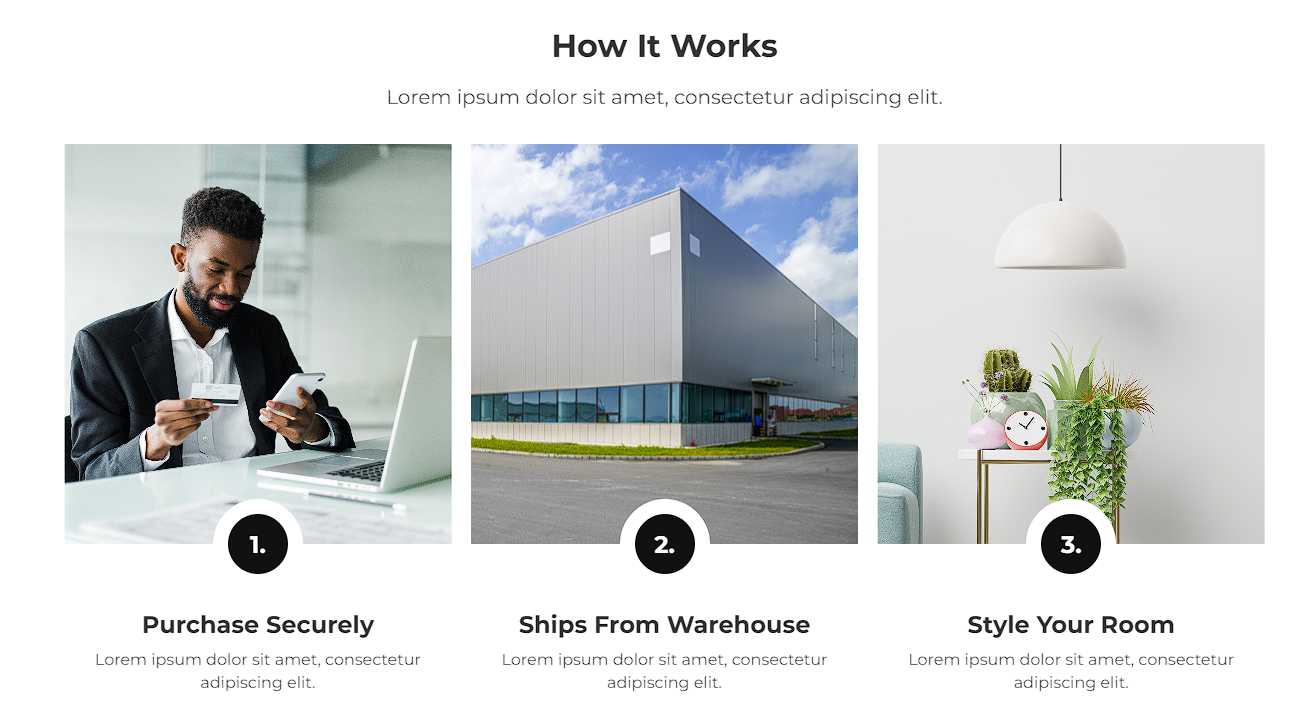 How It Works
Lorem ipsum dolor sit amet, consectetur adipiscing elit.
1.
2.
3.
Purchase Securely
Ships From Warehouse
Style Your Room
Lorem ipsum dolor sit amet, consectetur
adipiscing elit.
Lorem ipsum dolor sit amet, consectetur
adipiscing elit.
Lorem ipsum dolor sit amet, consectetur
adipiscing elit.